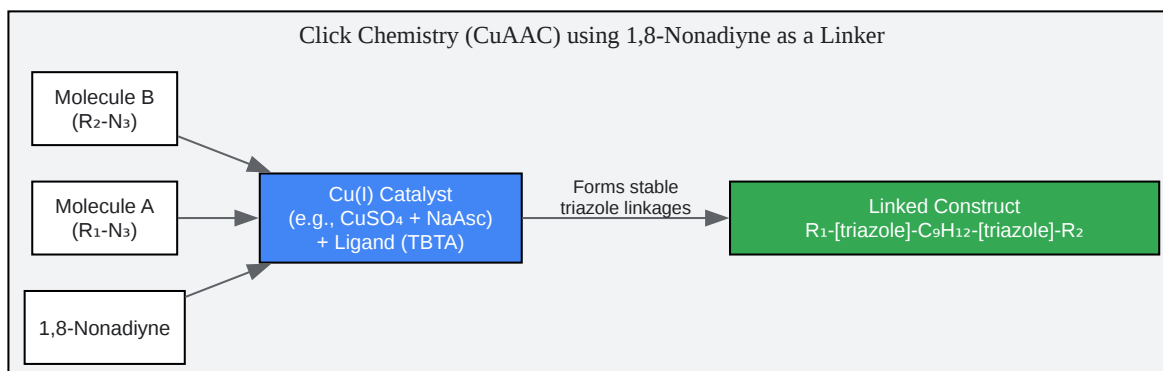 Click Chemistry (CuAAC) using 1,8-Nonadiyne as a Linker
Molecule B
(R₂-N₃)
Molecule A
(R₁-N₃)
1,8-Nonadiyne
Cu(I) Catalyst
(e.g., CuSO₄ + NaAsc)
+ Ligand (TBTA)
Forms stable
triazole linkages
Linked Construct
R₁-[triazole]-C₉H₁₂-[triazole]-R₂